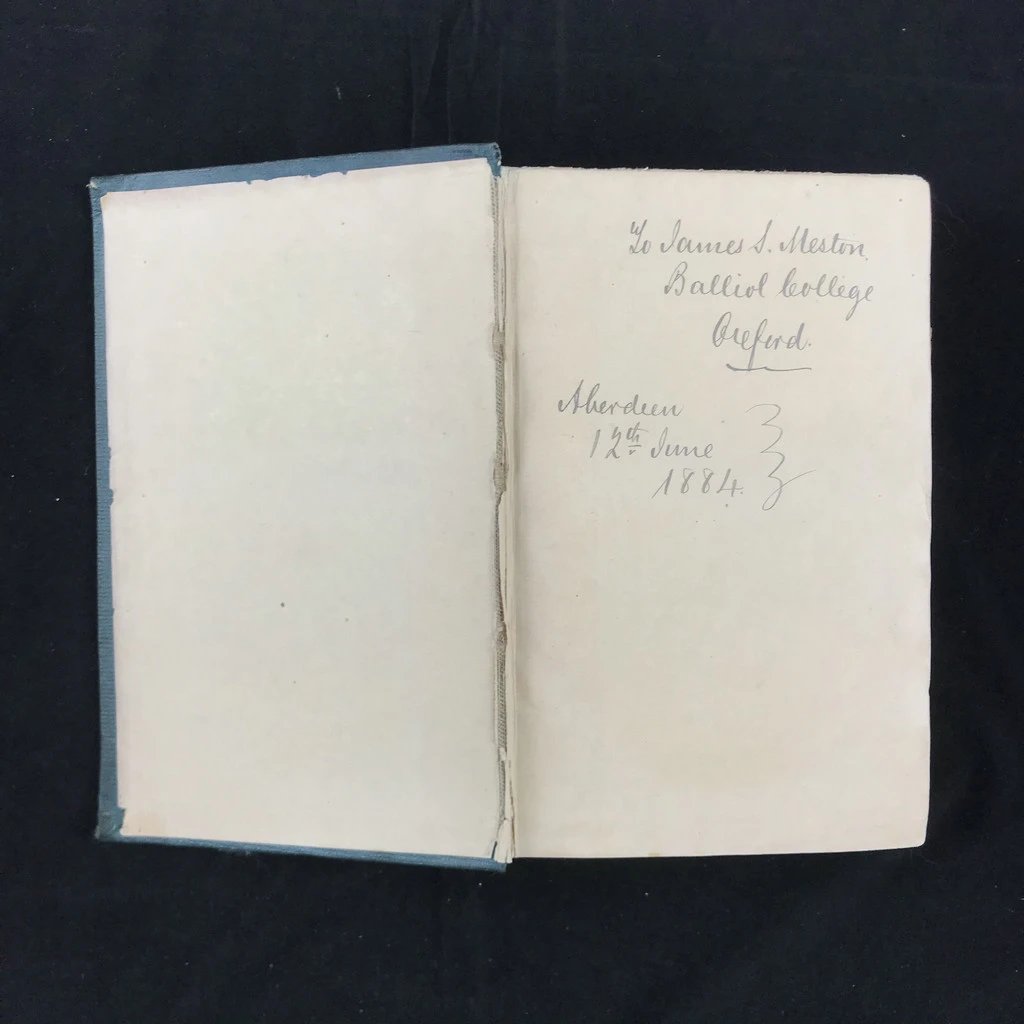 To James S. Meston.
Balliol College
Oxford.
Aberdeen
12th June
1884.